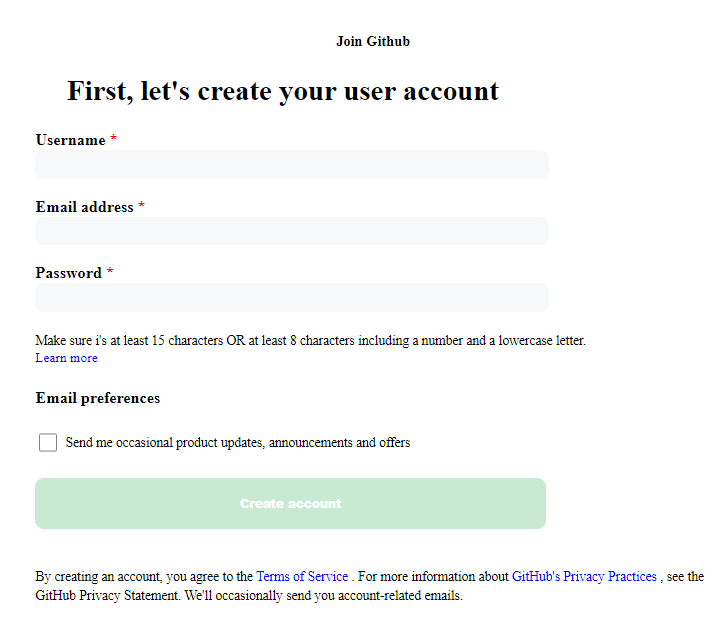 Join Github
First, let's create your user account
Username *
Email address *
Password *
Make sure i's at least 15 characters OR at least 8 characters including a number and a lowercase letter.
Learn more
Email preferences
Send me occasional product updates, announcements and offers
Create account
By creating an account, you agree to the Terms of Service . For more information about GitHub's Privacy Practices , see the
GitHub Privacy Statement. We'll occasionally send you account-related emails.